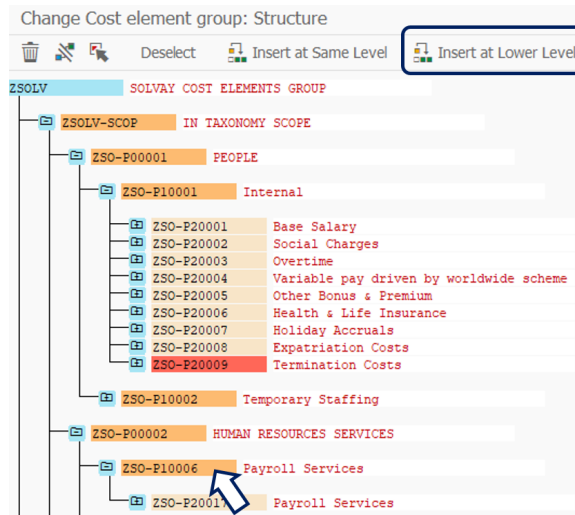 Change Cost element group: Structure
Deselect Insert at Same Level Insert at Lower Level
ZSOLV SOLVAY COST ELEMENTS GROUP
ZSOLV-SCOP IN TAXONOMY SCOPE
ZSO-P00001 PEOPLE
ZSO-P10001 Internal
ZSO-P20001 Base Salary
ZSO-P20002 Social Charges
ZSO-P20003 Overtime
ZSO-P20004 Variable pay driven by worldwide scheme
ZSO-P20005 Other Bonus & Premium
ZSO-P20006 Health & Life Insurance
ZSO-P20007 Holiday Accruals
ZSO-P20008 Expatriation Costs
ZSO-P20009 Termination Costs
ZSO-P10002 Temporary Staffing
ZSO-P00002 HUMAN RESOURCES SERVICES
ZSO-P10006 Payroll Services
ZSO-P20017 Payroll Services